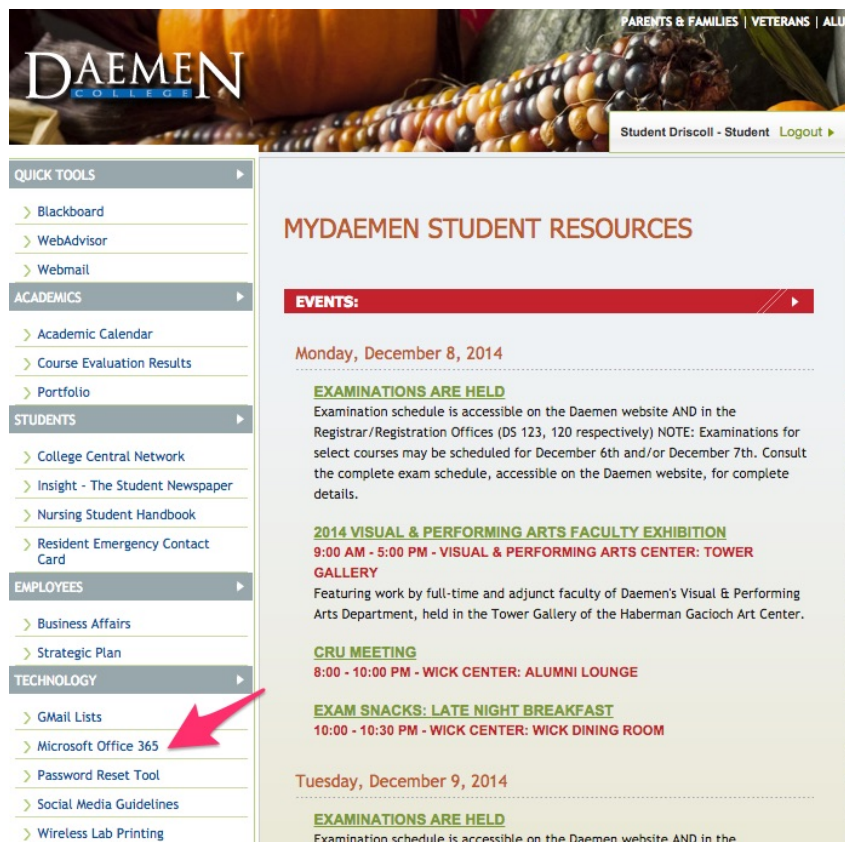 PARENTS & FAMILIES | VETERANS | ALU
DAEMEN
COLLEGE
Student Driscoll - Student Logout
QUICK TOOLS
Blackboard
WebAdvisor
Webmail
ACADEMICS
Academic Calendar
Course Evaluation Results
Portfolio
STUDENTS
College Central Network
Insight - The Student Newspaper
Nursing Student Handbook
Resident Emergency Contact
Card
EMPLOYEES
Business Affairs
Strategic Plan
TECHNOLOGY
GMail Lists
Microsoft Office 365
Password Reset Tool
Social Media Guidelines
Wireless Lab Printing
MYDAEMEN STUDENT RESOURCES
EVENTS:
Monday, December 8, 2014
EXAMINATIONS ARE HELD
Examination schedule is accessible on the Daemen website AND in the
Registrar/Registration Offices (DS 123, 120 respectively) NOTE: Examinations for
select courses may be scheduled for December 6th and/or December 7th. Consult
the complete exam schedule, accessible on the Daemen website, for complete
details.
2014 VISUAL & PERFORMING ARTS FACULTY EXHIBITION
9:00 AM - 5:00 PM - VISUAL & PERFORMING ARTS CENTER: TOWER
GALLERY
Featuring work by full-time and adjunct faculty of Daemen's Visual & Performing
Arts Department, held in the Tower Gallery of the Haberman Gacioch Art Center.
CRU MEETING
8:00 - 10:00 PM - WICK CENTER: ALUMNI LOUNGE
EXAM SNACKS: LATE NIGHT BREAKFAST
10:00 - 10:30 PM - WICK CENTER: WICK DINING ROOM
Tuesday, December 9, 2014
EXAMINATIONS ARE HELD
Examination schedule is accessible on the Daemen website AND in the